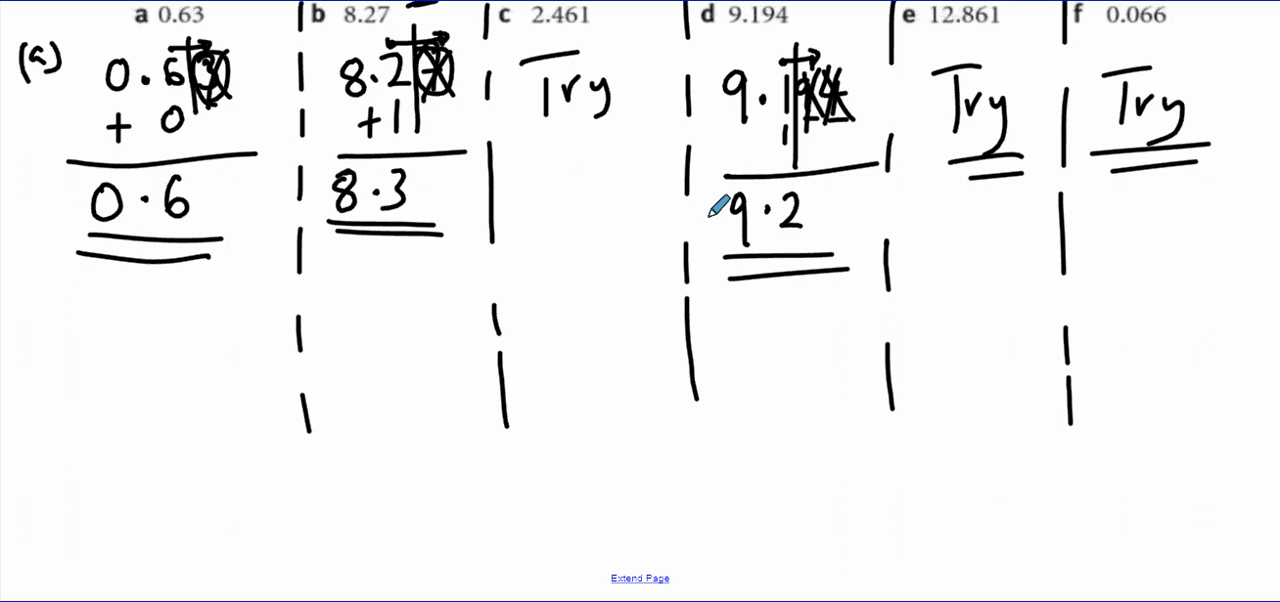 a 0.63 b 8.27 c 2.461 d 9.194 e 12.861 f 0.066
(a) 0.63 8.27 Try 9.194 Try Try
+ 0 +1 1
0.6 8.3 9.2
Extend Page